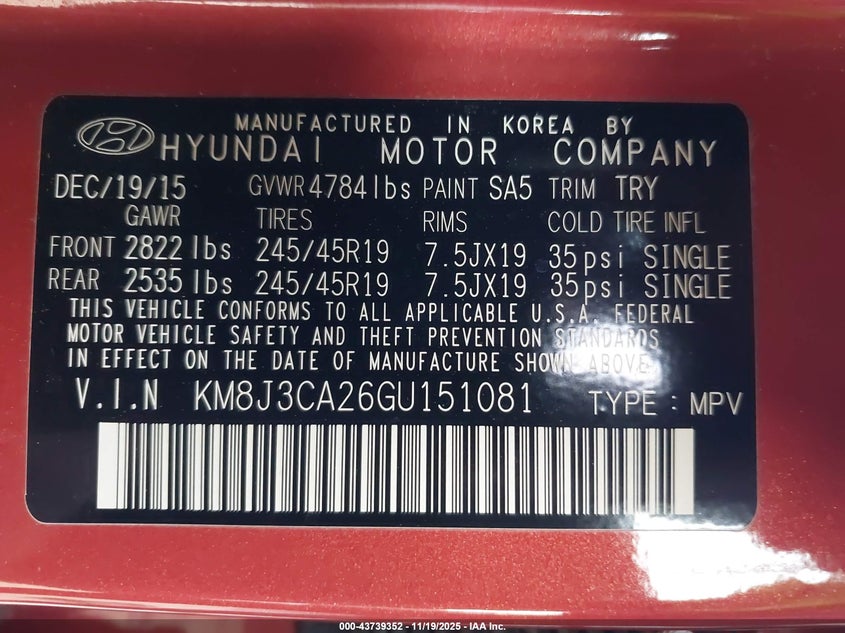 MANUFACTURED IN KOREA BY
HYUNDAI MOTOR COMPANY
DEC/19/15 GVWR 4784lbs PAINT SA5 TRIM TRY
GAWR TIRES RIMS COLD TIRE INFL
FRONT 2822lbs 245/45R19 7.5JX19 35psi SINGLE
REAR 2535lbs 245/45R19 7.5JX19 35psi SINGLE
THIS VEHICLE CONFORMS TO ALL APPLICABLE U.S.A. FEDERAL
MOTOR VEHICLE SAFETY AND THEFT PREVENTION STANDARDS
IN EFFECT ON THE DATE OF MANUFACTURE SHOWN ABOVE.
V.I.N KM8J3CA26GU151081 TYPE : MPV
000-43739352 - 11/19/2025 - IAA Inc.